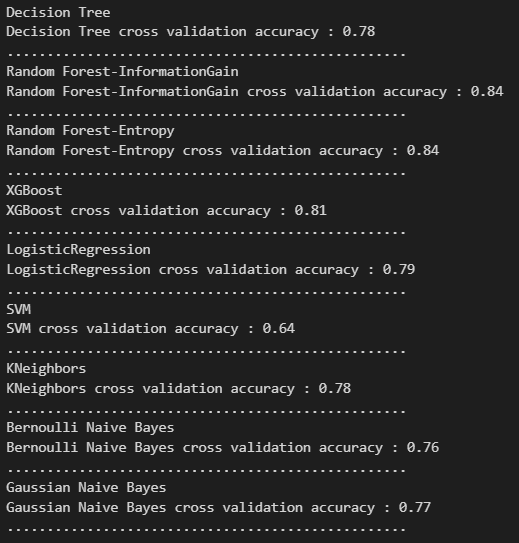 Decision Tree
Decision Tree cross validation accuracy : 0.78
..................................................
Random Forest-InformationGain
Random Forest-InformationGain cross validation accuracy : 0.84
..................................................
Random Forest-Entropy
Random Forest-Entropy cross validation accuracy : 0.84
..................................................
XGBoost
XGBoost cross validation accuracy : 0.81
..................................................
LogisticRegression
LogisticRegression cross validation accuracy : 0.79
..................................................
SVM
SVM cross validation accuracy : 0.64
..................................................
KNeighbors
KNeighbors cross validation accuracy : 0.78
..................................................
Bernoulli Naive Bayes
Bernoulli Naive Bayes cross validation accuracy : 0.76
..................................................
Gaussian Naive Bayes
Gaussian Naive Bayes cross validation accuracy : 0.77
..................................................